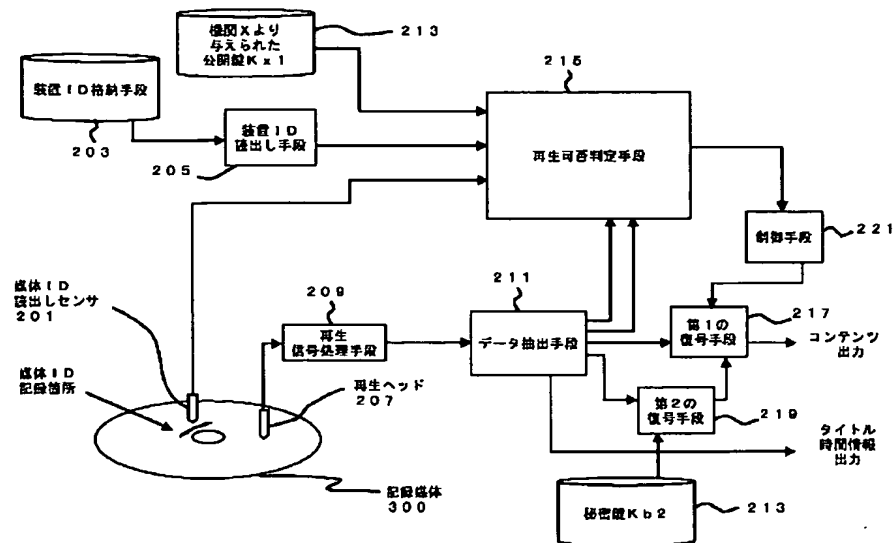 機関Xより
与えられた
公開鍵Kx1
213
装置ID格納手段
203
装置ID
読出し手段
205
215
再生可否判定手段
制御手段
221
媒体ID
読出しセンサ
201
209
再生
信号処理手段
211
データ抽出手段
217
第1の
復号手段
コンテンツ
出力
媒体ID
記録箇所
再生ヘッド
207
第2の
復号手段
219
タイトル
時間情報
出力
記録媒体
300
秘密鍵Kb2
213